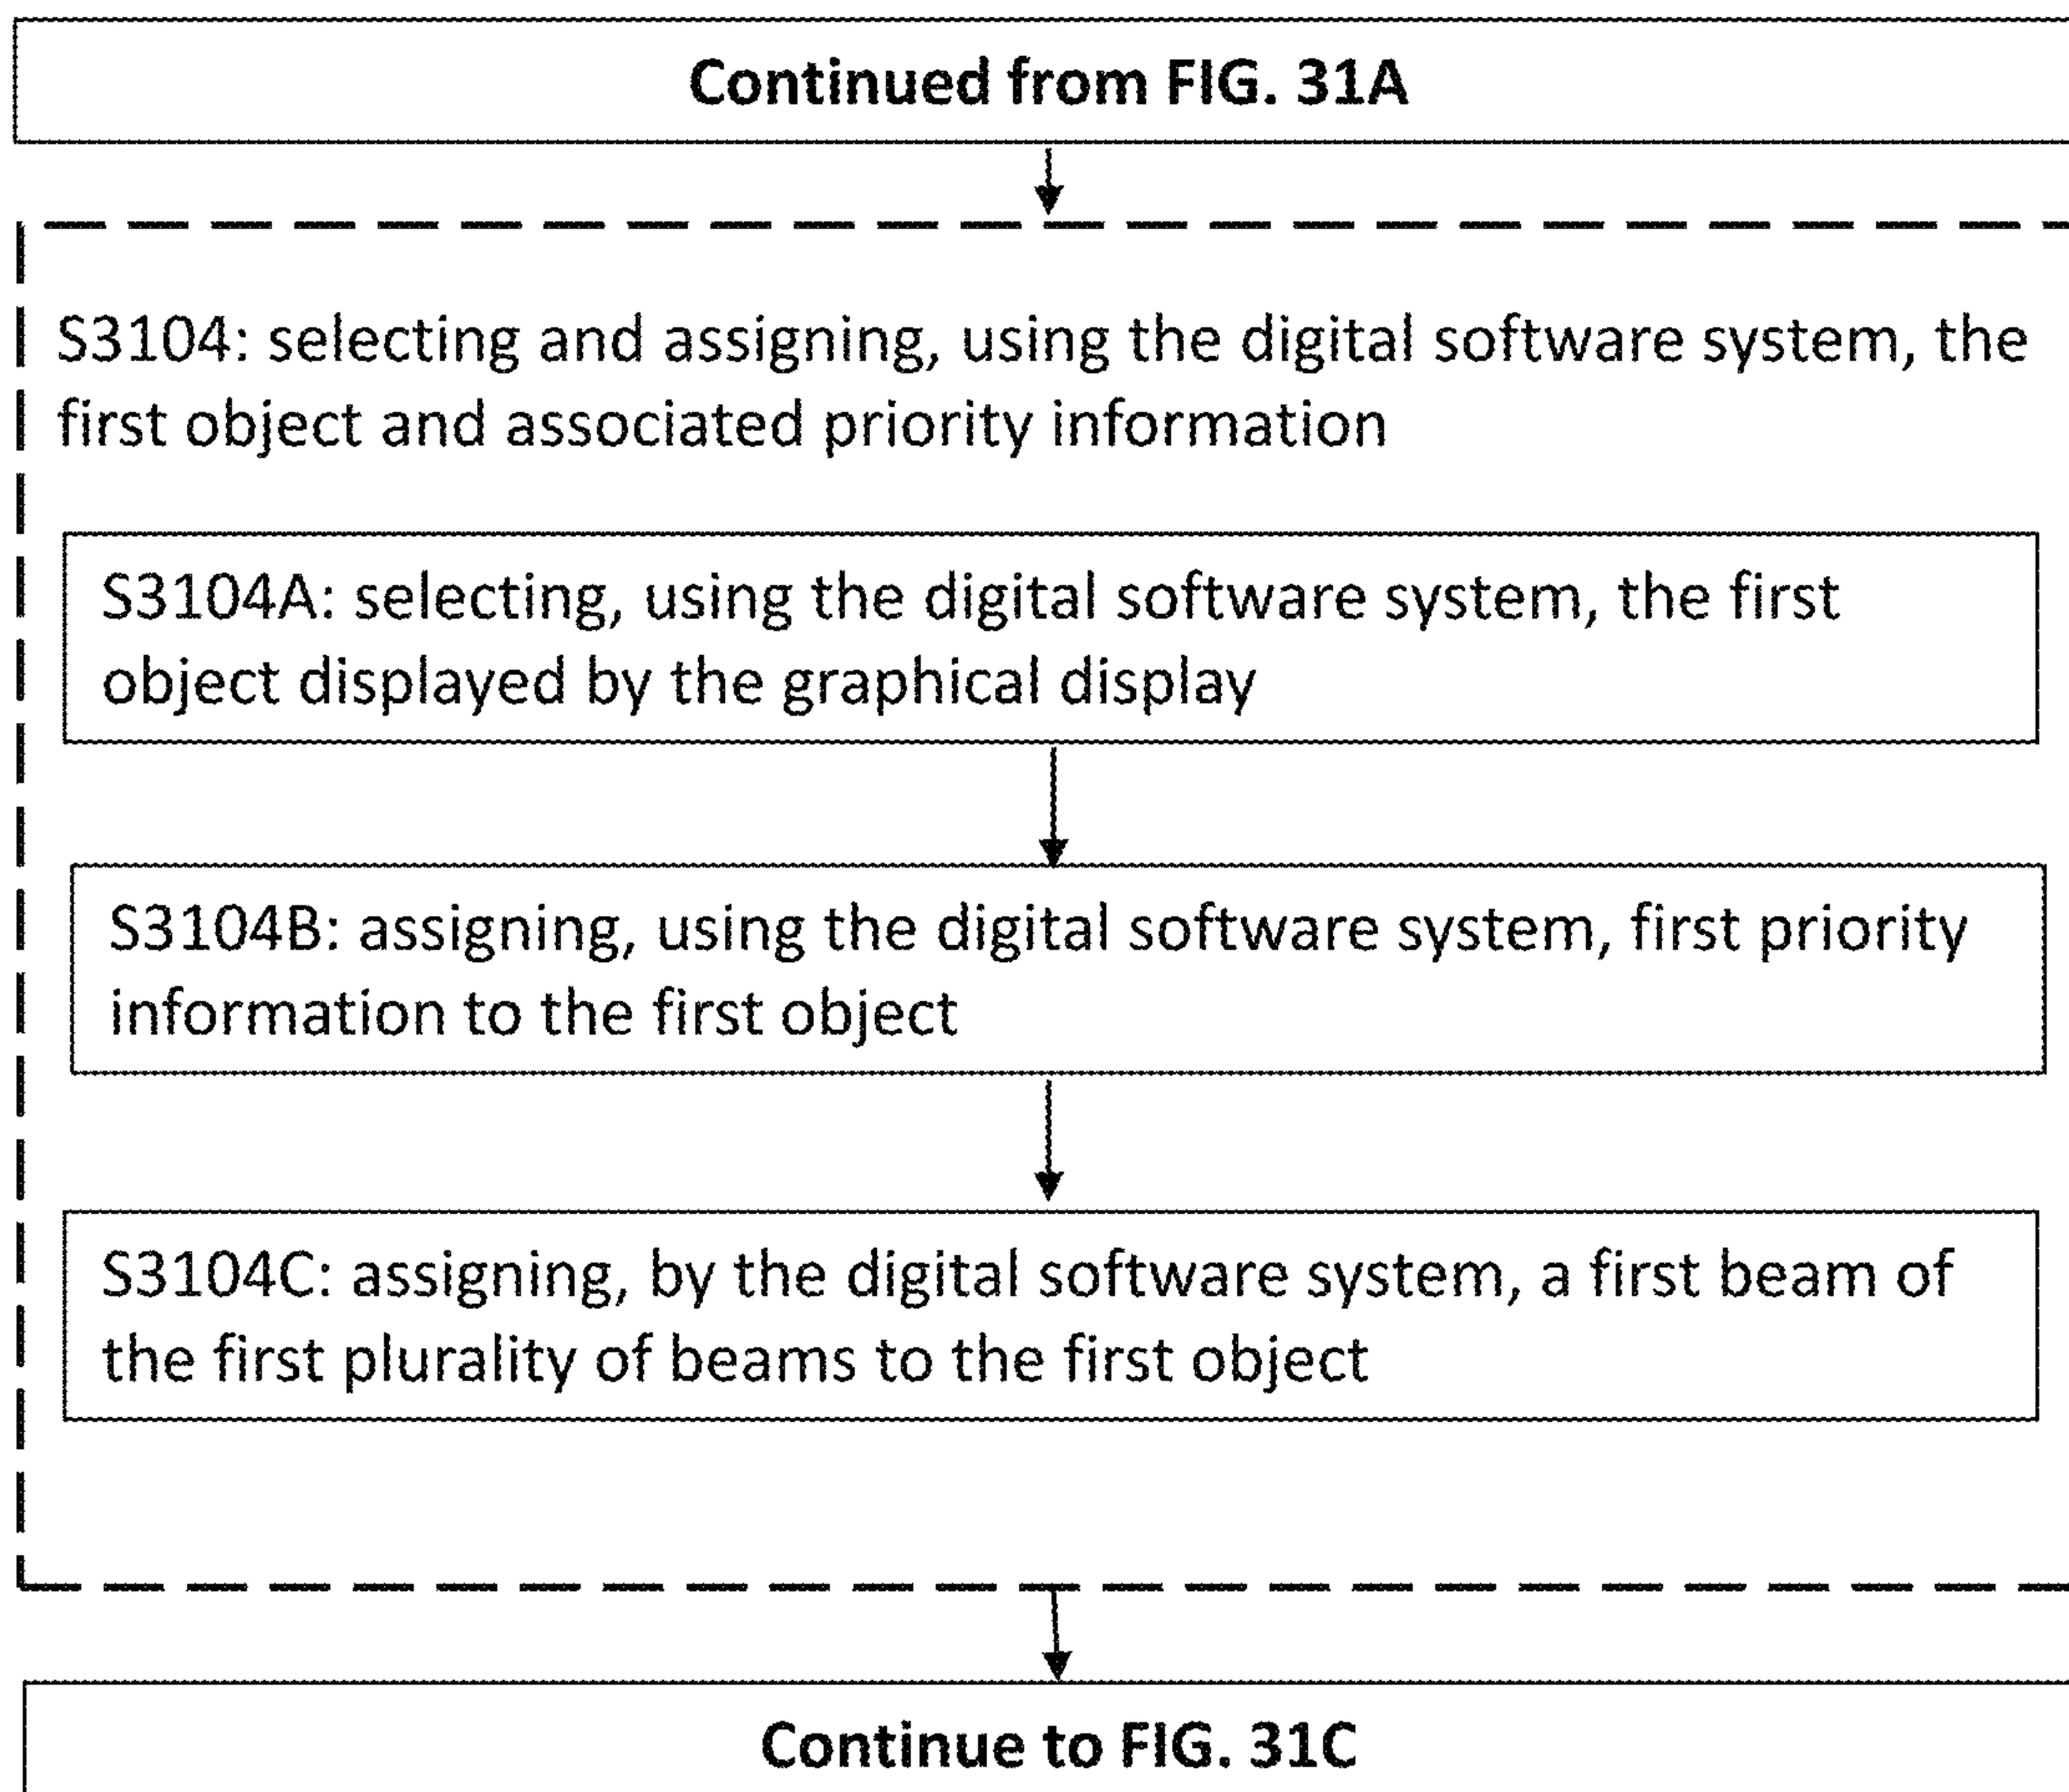 Continued from FIG. 31A
S3104: selecting and assigning, using the digital software system, the
first object and associated priority information
S3104A: selecting, using the digital software system, the first
object displayed by the graphical display
S3104B: assigning, using the digital software system, first priority
information to the first object
S3104C: assigning, by the digital software system, a first beam of
the first plurality of beams to the first object
Continue to FIG. 31C